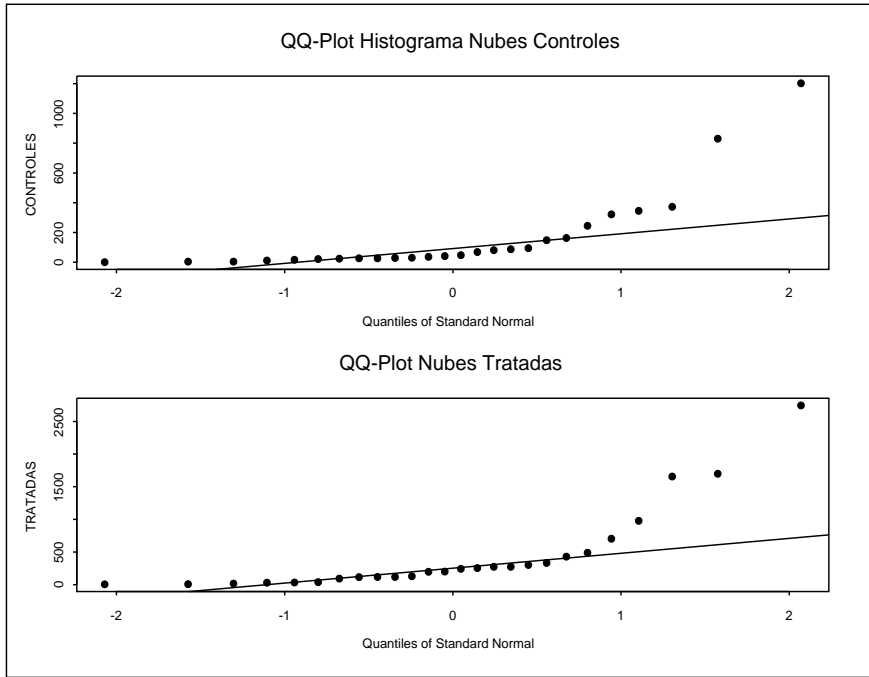 QQ-Plot Histograma Nubes Controles
CONTROLES
1000
600
200
0
-2 -1 0 1 2
Quantiles of Standard Normal
QQ-Plot Nubes Tratadas
TRATADAS
2500
1500
500
0
-2 -1 0 1 2
Quantiles of Standard Normal